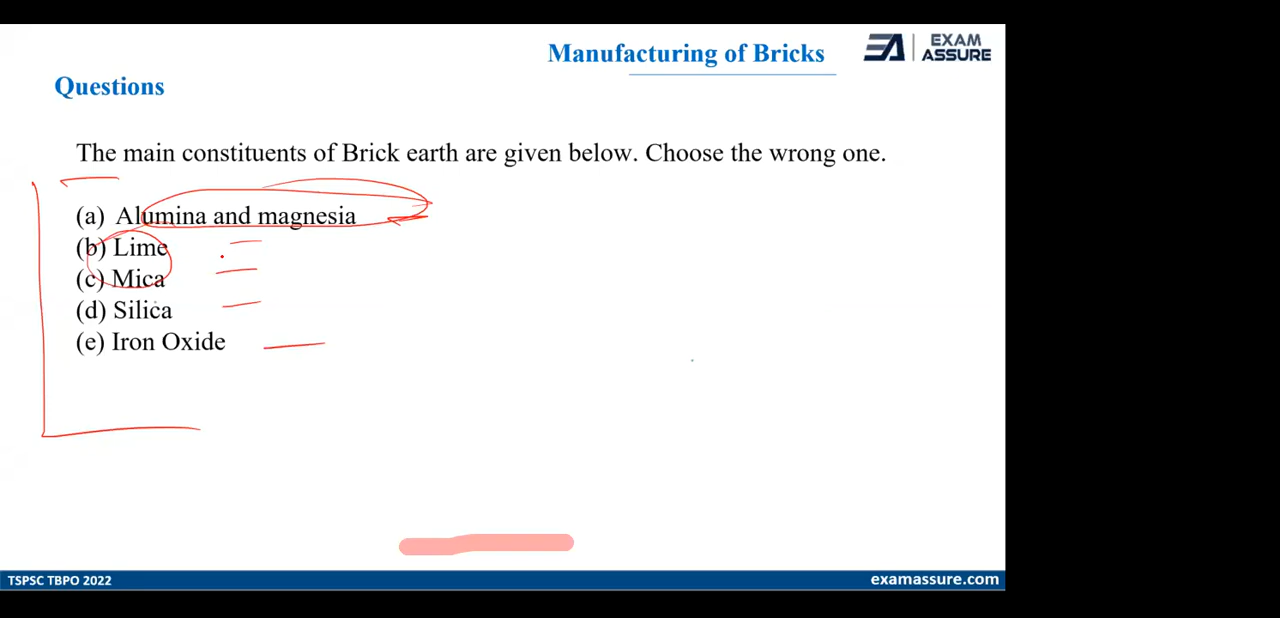 Manufacturing of Bricks
EXAM
ASSURE
Questions
The main constituents of Brick earth are given below. Choose the wrong one.
(a) Alumina and magnesia
(b) Lime
(c) Mica
(d) Silica
(e) Iron Oxide
TSPSC TBPO 2022
examassure.com